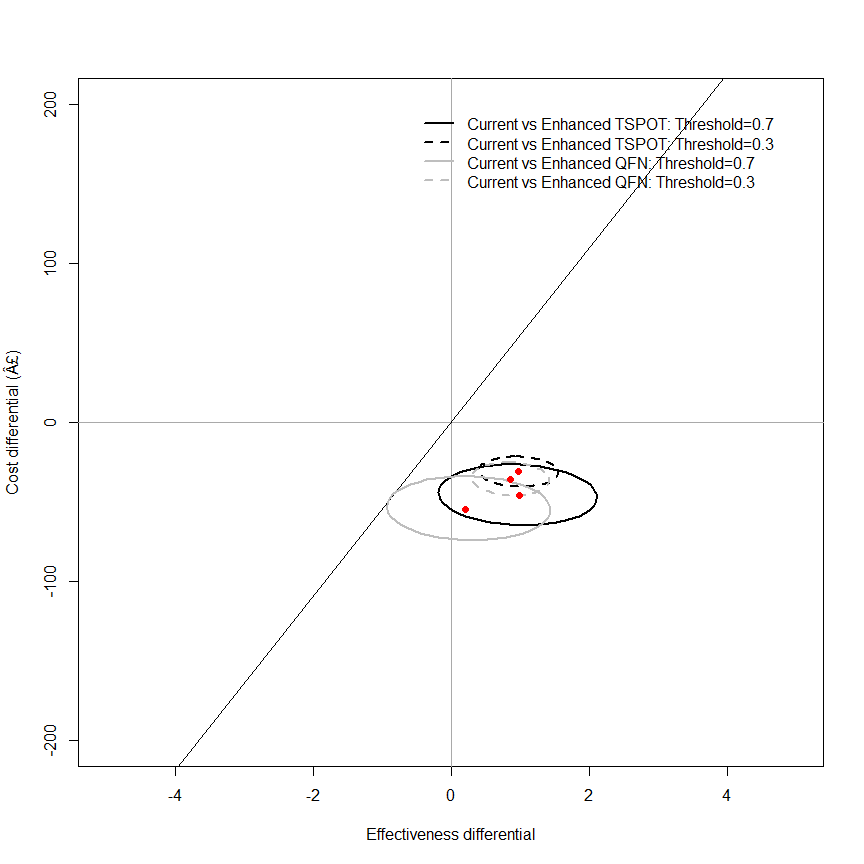 Current vs Enhanced TSPOT: Threshold=0.7
Current vs Enhanced TSPOT: Threshold=0.3
Current vs Enhanced QFN: Threshold=0.7
Current vs Enhanced QFN: Threshold=0.3
Cost differential (Â£)
200
100
0
-100
-200
-4
-2
0
2
4
Effectiveness differential